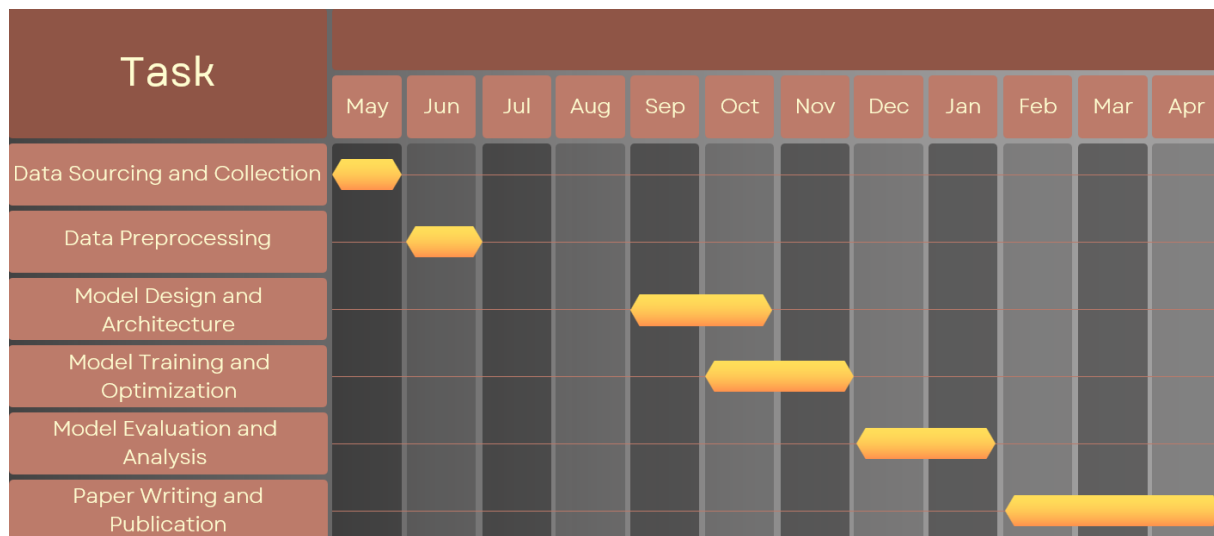 Task
May Jun Jul Aug Sep Oct Nov Dec Jan Feb Mar Apr
Data Sourcing and Collection
Data Preprocessing
Model Design and
Architecture
Model Training and
Optimization
Model Evaluation and
Analysis
Paper Writing and
Publication